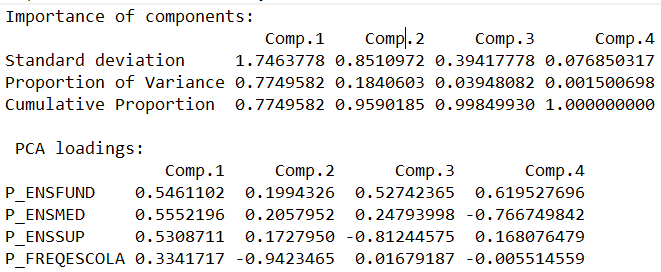 Importance of components:
Comp.1 Comp.2 Comp.3 Comp.4
Standard deviation 1.7463778 0.8510972 0.39417778 0.076850317
Proportion of Variance 0.7749582 0.1840603 0.03948082 0.001500698
Cumulative Proportion 0.7749582 0.9590185 0.99849930 1.000000000
PCA loadings:
Comp.1 Comp.2 Comp.3 Comp.4
P_ENSFUND 0.5461102 0.1994326 0.52742365 0.619527696
P_ENSMED 0.5552196 0.2057952 0.24793998 -0.766749842
P_ENSSUP 0.5308711 0.1727950 -0.81244575 0.168076479
P_FREQESCOLA 0.3341717 -0.9423465 0.01679187 -0.005514559